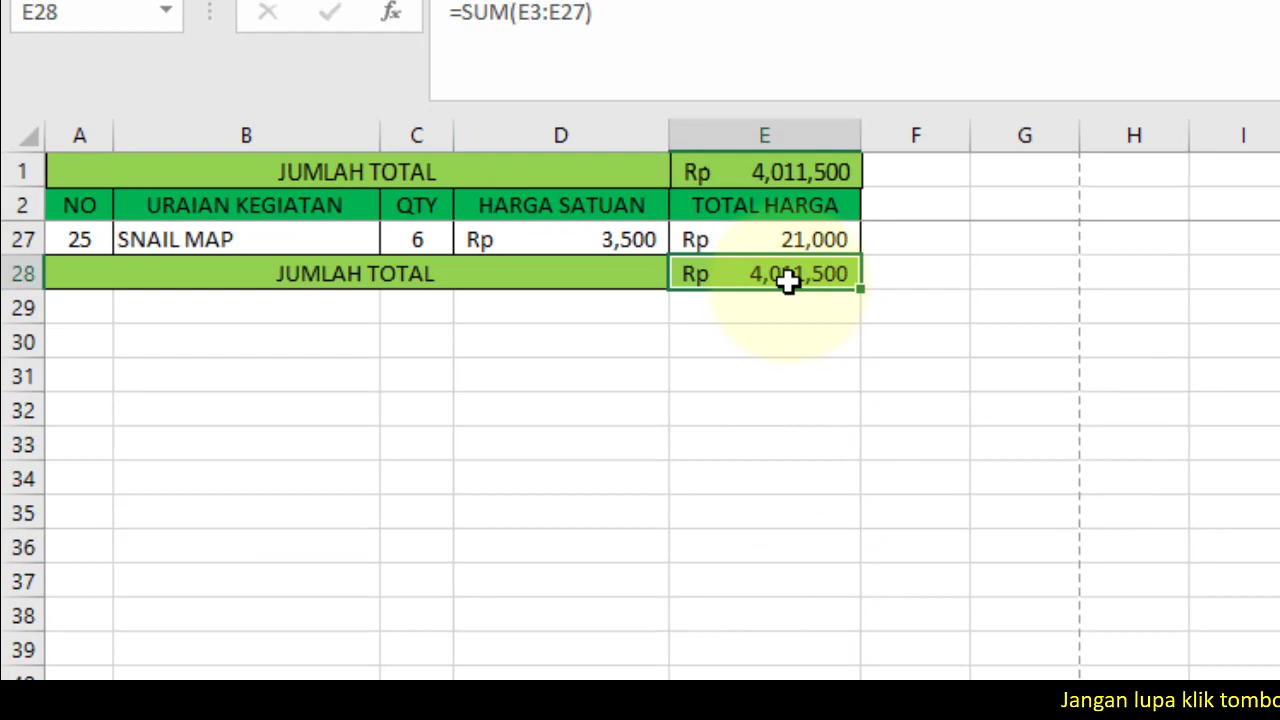 E28 fx =SUM(E3:E27)
A B C D E F G H I
1 JUMLAH TOTAL Rp 4,011,500
2 NO URAIAN KEGIATAN QTY HARGA SATUAN TOTAL HARGA
27 25 SNAIL MAP 6 Rp 3,500 Rp 21,000
28 JUMLAH TOTAL Rp 4,011,500
29
30
31
32
33
34
35
36
37
38
39
Jangan lupa klik tombo